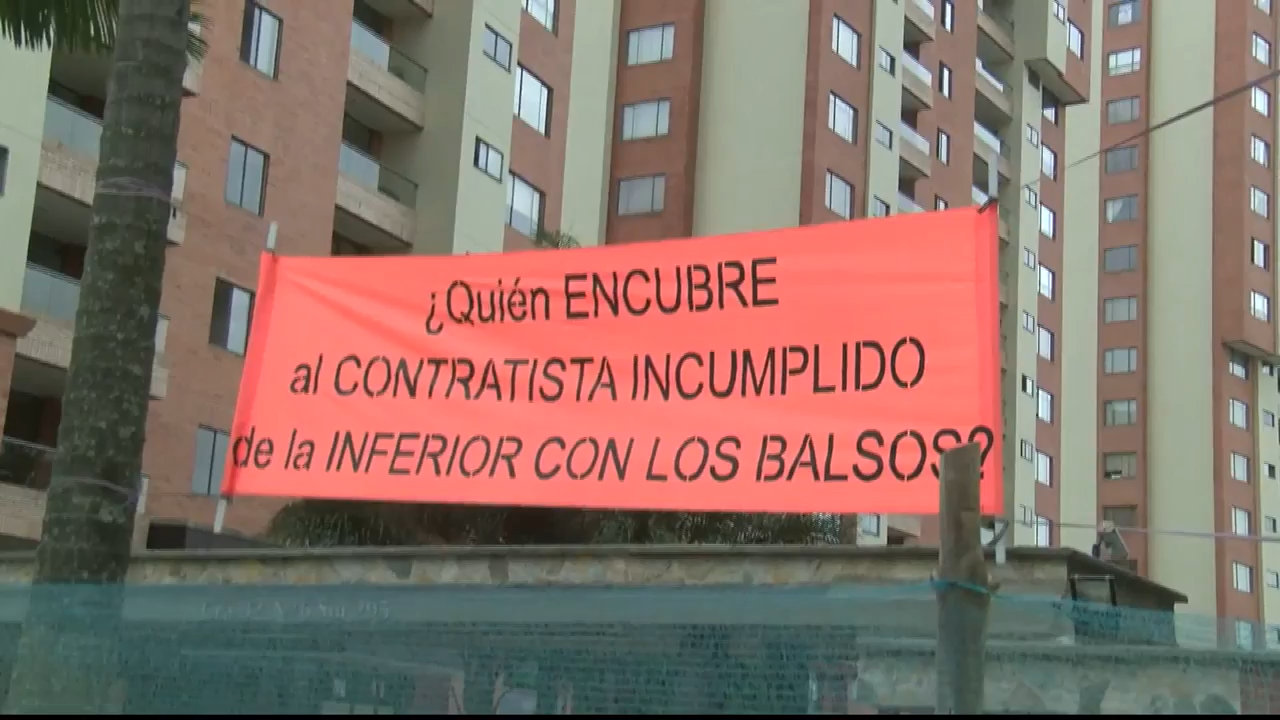 ¿Quién ENCUBRE
al CONTRATISTA INCUMPLIDO
de la INFERIOR CON LOS BALSOS?